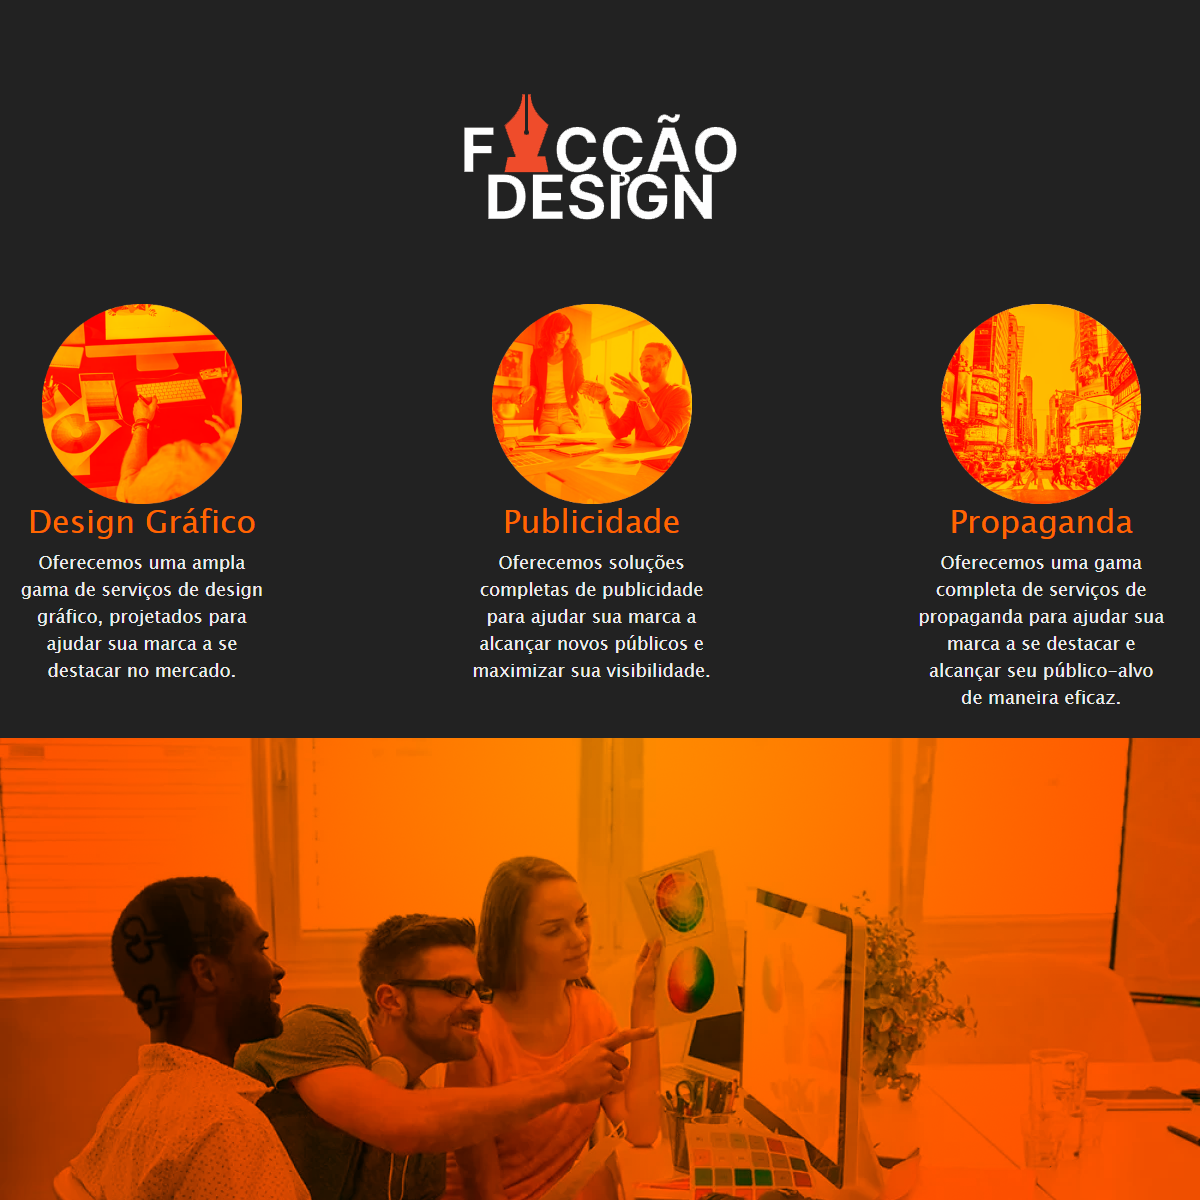 FACÇÃO
DESIGN
Design Gráfico
Oferecemos uma ampla
gama de serviços de design
gráfico, projetados para
ajudar sua marca a se
destacar no mercado.
Publicidade
Oferecemos soluções
completas de publicidade
para ajudar sua marca a
alcançar novos públicos e
maximizar sua visibilidade.
Propaganda
Oferecemos uma gama
completa de serviços de
propaganda para ajudar sua
marca a se destacar e
alcançar seu público-alvo
de maneira eficaz.